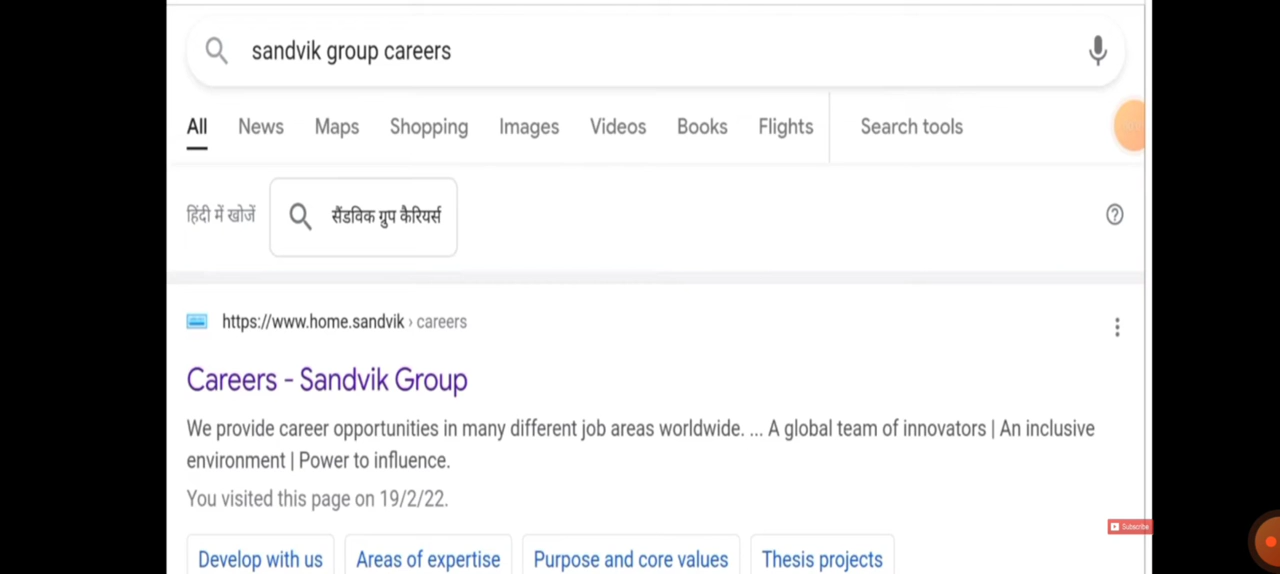 sandvik group careers
All News Maps Shopping Images Videos Books Flights Search tools
हिंदी में खोजें सैंडविक ग्रुप कैरियर्स
https://www.home.sandvik › careers
Careers - Sandvik Group
We provide career opportunities in many different job areas worldwide. ... A global team of innovators | An inclusive
environment | Power to influence.
You visited this page on 19/2/22.
Subscribe
Develop with us Areas of expertise Purpose and core values Thesis projects